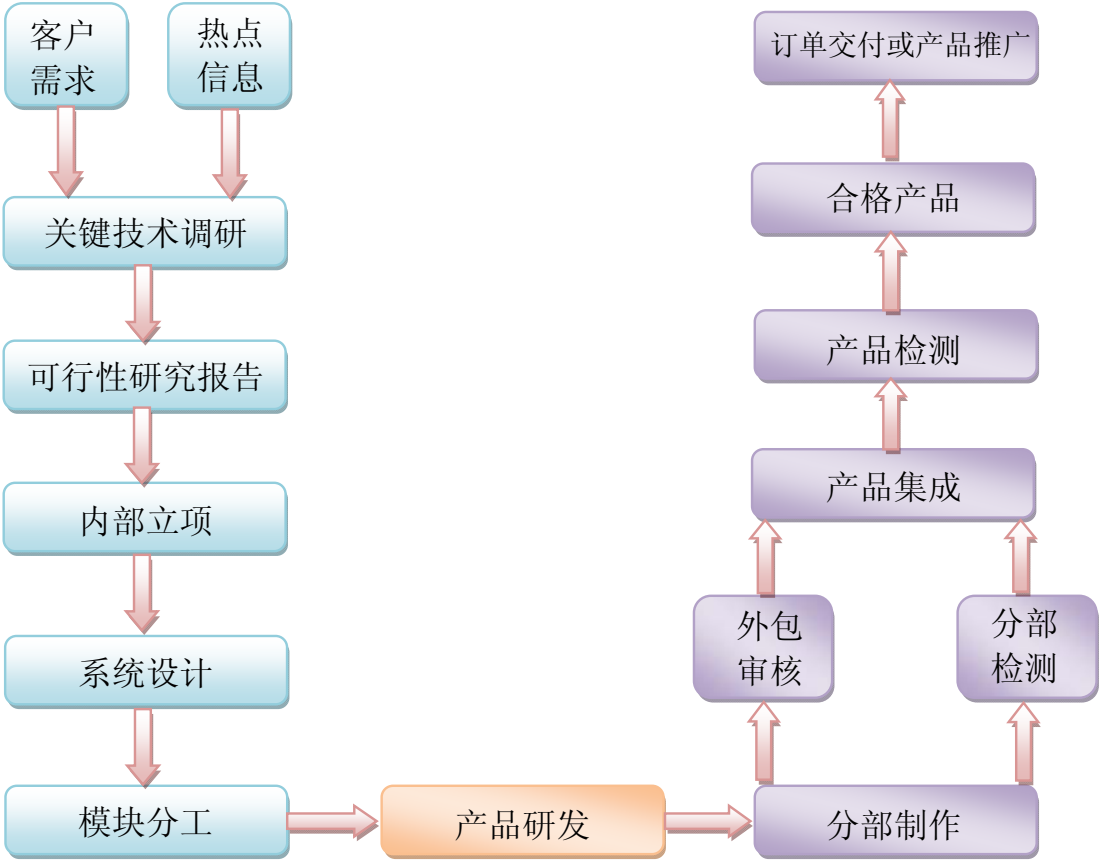 客户
需求
热点
信息
关键技术调研
可行性研究报告
内部立项
系统设计
模块分工
产品研发
分部制作
外包
审核
分部
检测
产品集成
产品检测
合格产品
订单交付或产品推广